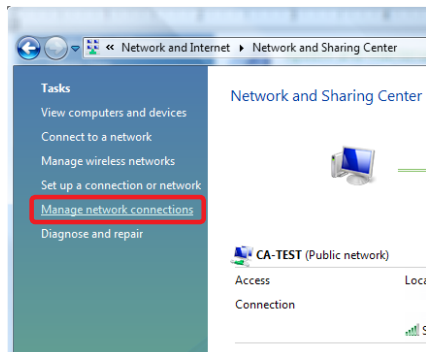 « Network and Internet ▸ Network and Sharing Center
Tasks
View computers and devices
Connect to a network
Manage wireless networks
Set up a connection or network
Manage network connections
Diagnose and repair
Network and Sharing Center
CA-TEST (Public network)
Access Loca
Connection
S